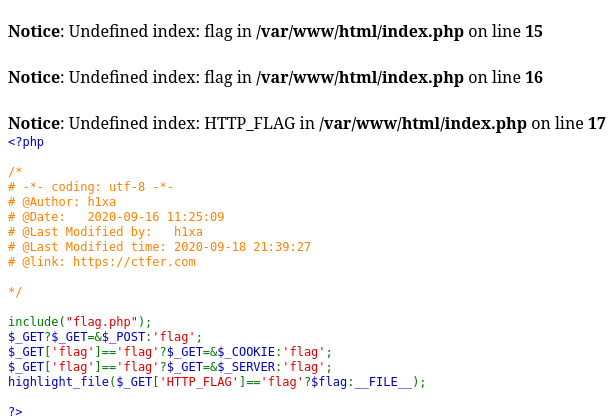 Notice: Undefined index: flag in /var/www/html/index.php on line 15
Notice: Undefined index: flag in /var/www/html/index.php on line 16
Notice: Undefined index: HTTP_FLAG in /var/www/html/index.php on line 17
<?php
/*
# -*- coding: utf-8 -*-
# @Author: h1xa
# @Date:   2020-09-16 11:25:09
# @Last Modified by:   h1xa
# @Last Modified time: 2020-09-18 21:39:27
# @link: https://ctfer.com
*/
include("flag.php");
$_GET?$_GET=&$_POST:'flag';
$_GET['flag']=='flag'?$_GET=&$_COOKIE:'flag';
$_GET['flag']=='flag'?$_GET=&$_SERVER:'flag';
highlight_file($_GET['HTTP_FLAG']=='flag'?$flag:__FILE__);
?>